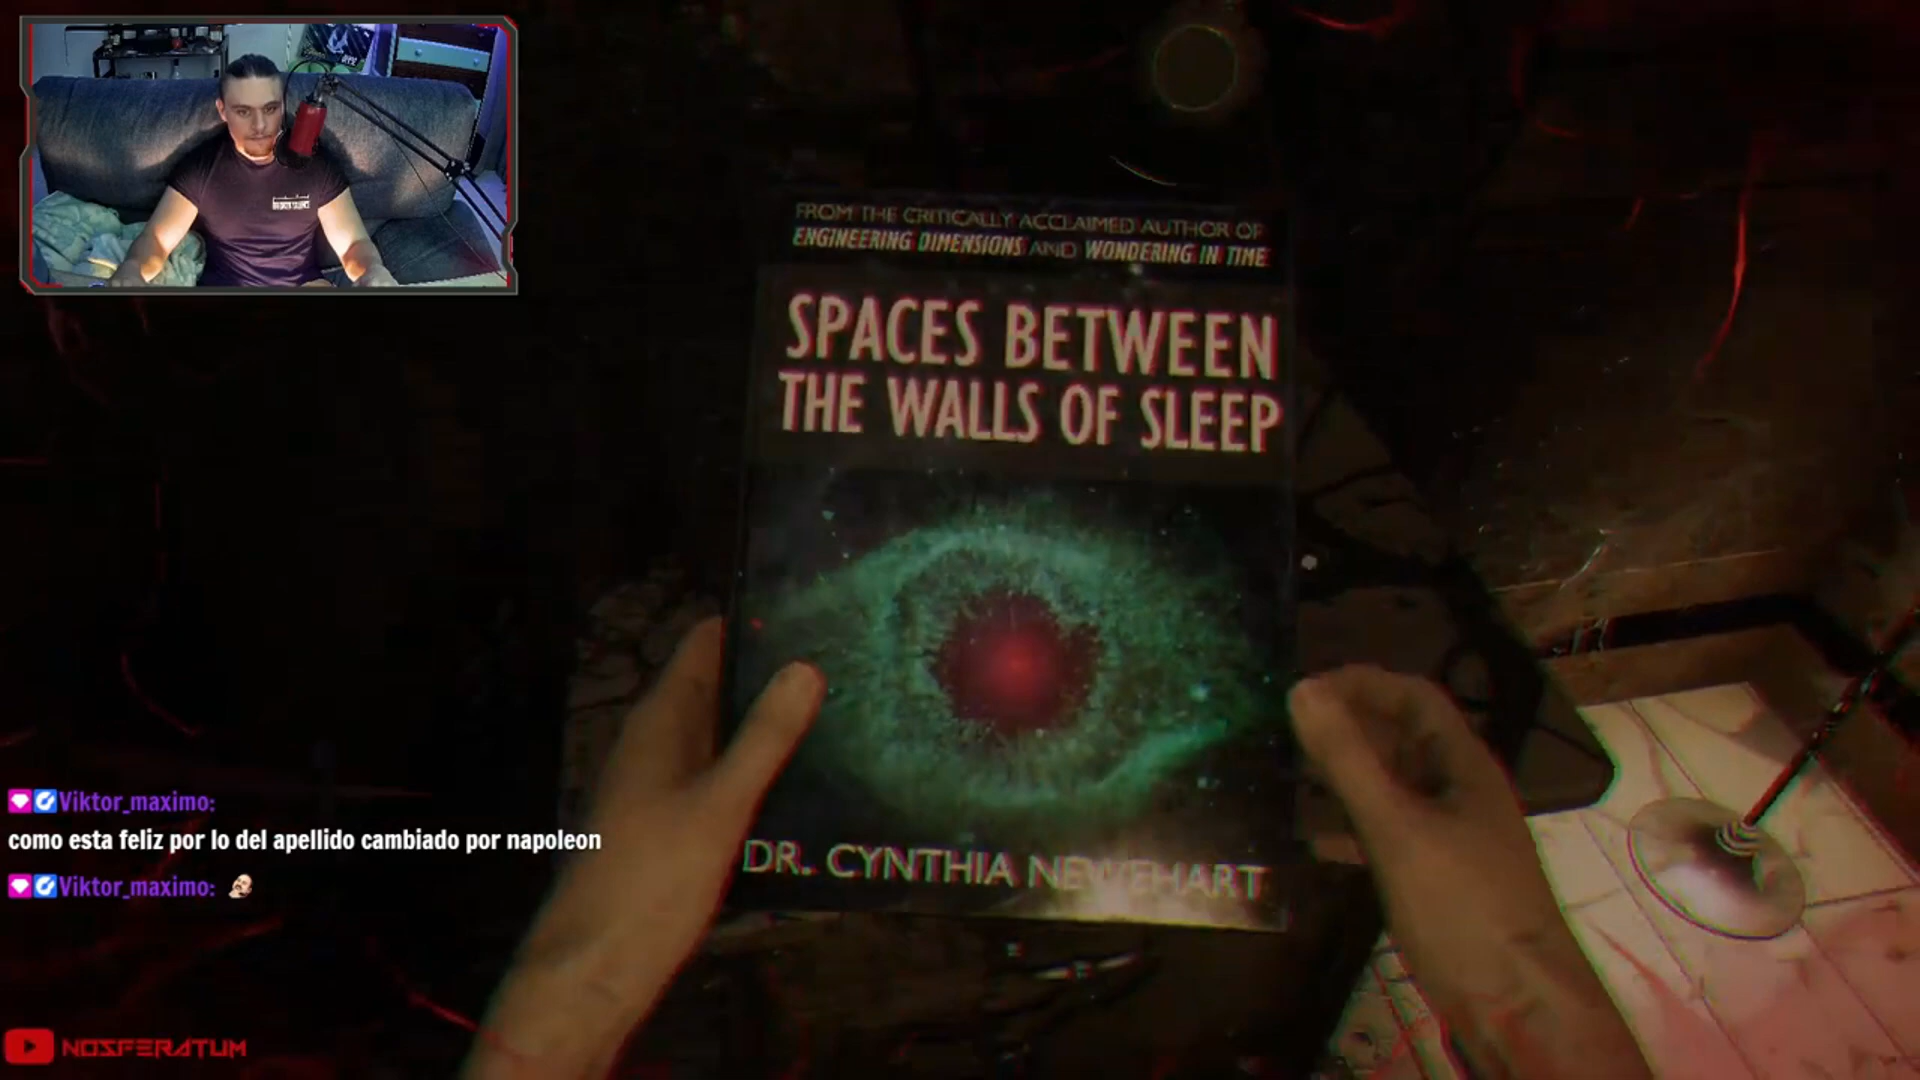 FROM THE CRITICALLY ACCLAIMED AUTHOR OF
ENGINEERING DIMENSIONS AND WONDERING IN TIME
SPACES BETWEEN
THE WALLS OF SLEEP
DR. CYNTHIA NEWEHART
Viktor_maximo:
como esta feliz por lo del apellido cambiado por napoleon
Viktor_maximo:
NOSFERATUM